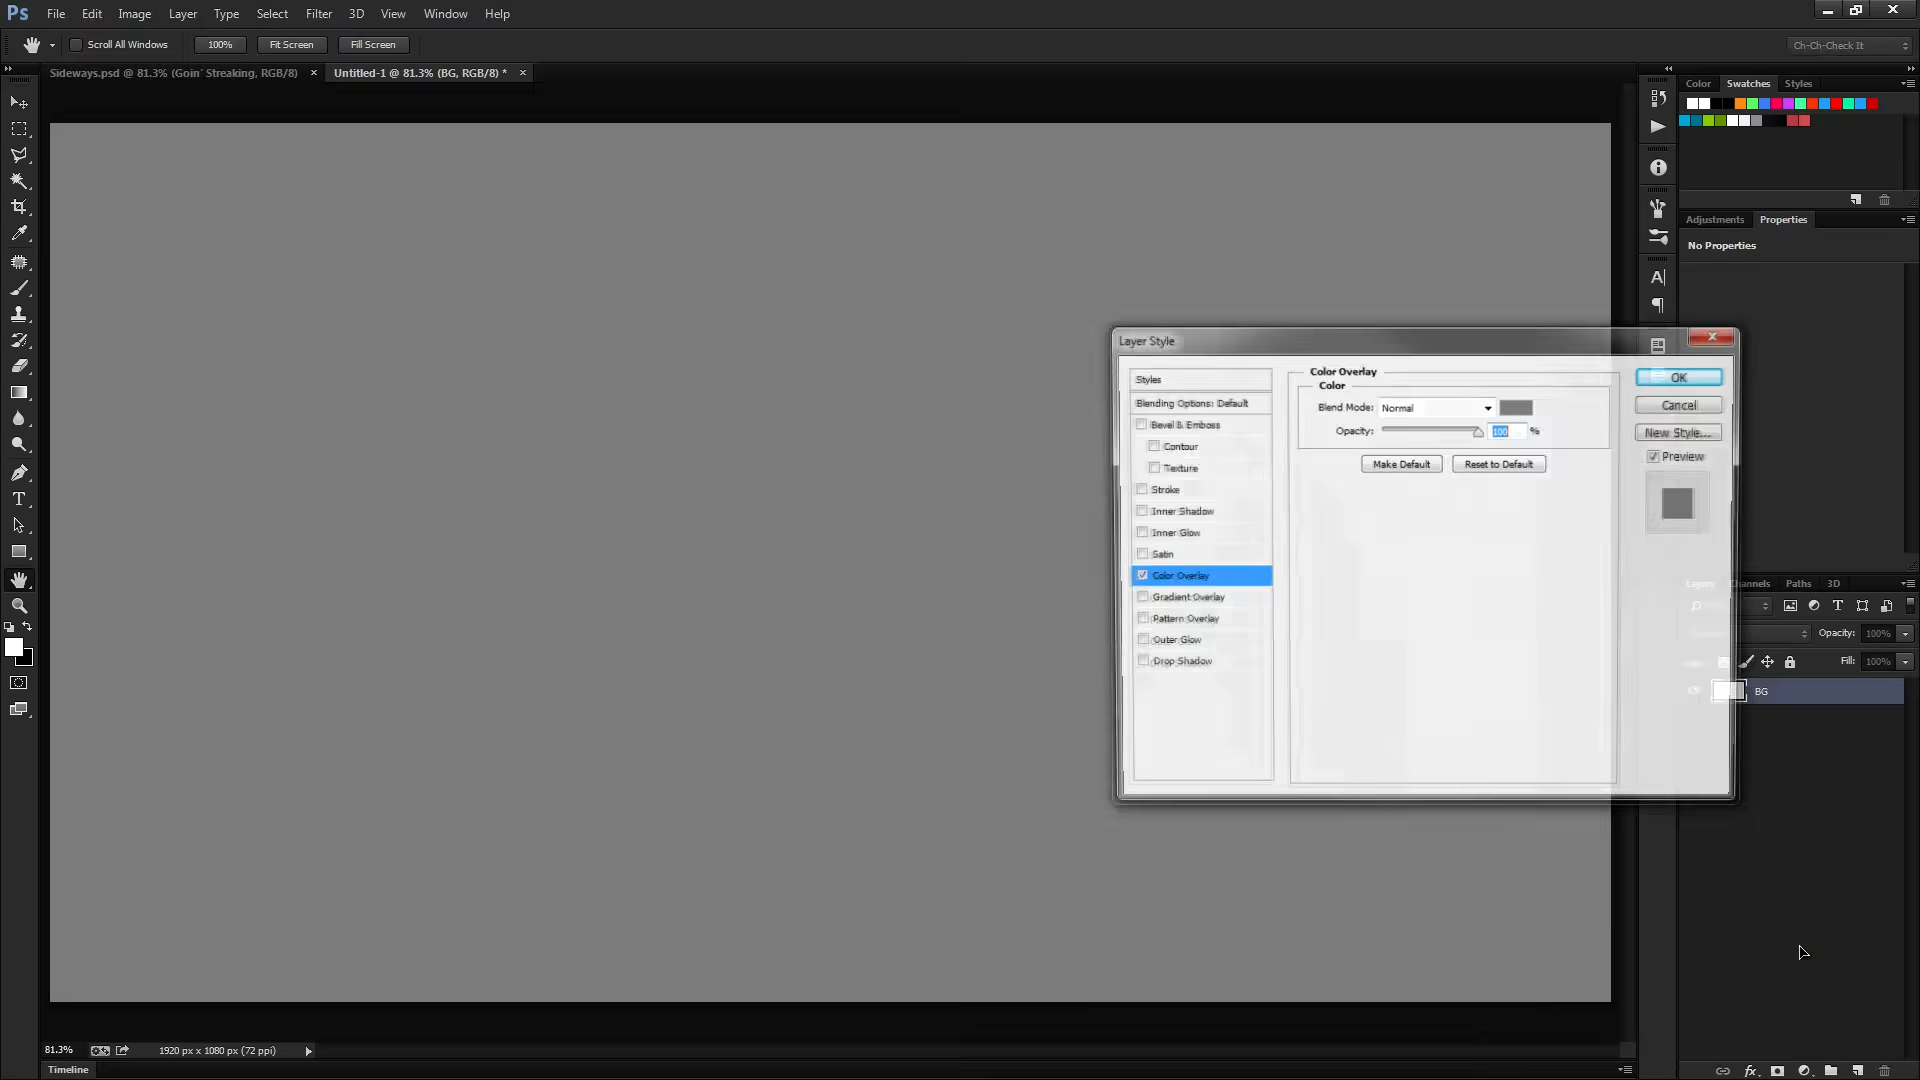 Ps File Edit Image Layer Type Select Filter 3D View Window Help
Scroll All Windows 100% Fit Screen Fill Screen Ch-Ch-Check It
Sideways.psd @ 81.3% (Goin' Streaking, RGB/8) × Untitled-1 @ 81.3% (BG, RGB/8) * ×
Color Swatches Styles
Adjustments Properties
No Properties
Layer Style
Styles
Blending Options: Default
Bevel & Emboss
Contour
Texture
Stroke
Inner Shadow
Inner Glow
Satin
Color Overlay
Gradient Overlay
Pattern Overlay
Outer Glow
Drop Shadow
Color Overlay
Color
Blend Mode: Normal
Opacity: 100 %
Make Default Reset to Default
OK
Cancel
New Style...
Preview
Layers Channels Paths 3D
Opacity: 100%
Fill: 100%
BG
81.3% 1920 px x 1080 px (72 ppi)
Timeline